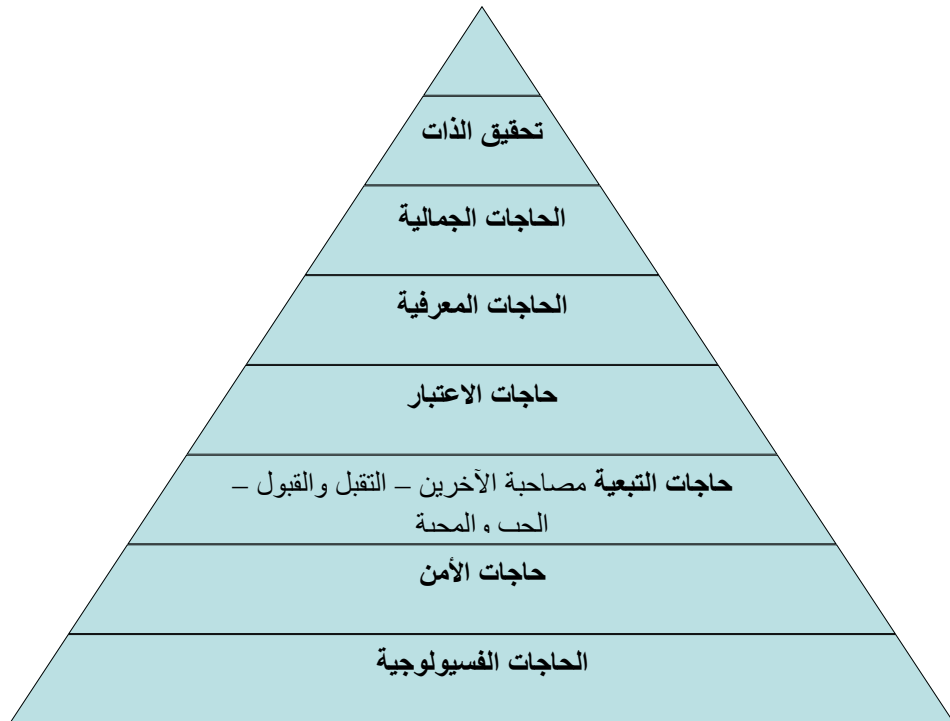 تحقيق الذات
الحاجات الجمالية
الحاجات المعرفية
حاجات الاعتبار
حاجات التبعية مصاحبة الآخرين – التقبل والقبول –
الحب والمحبة
حاجات الأمن
الحاجات الفسيولوجية